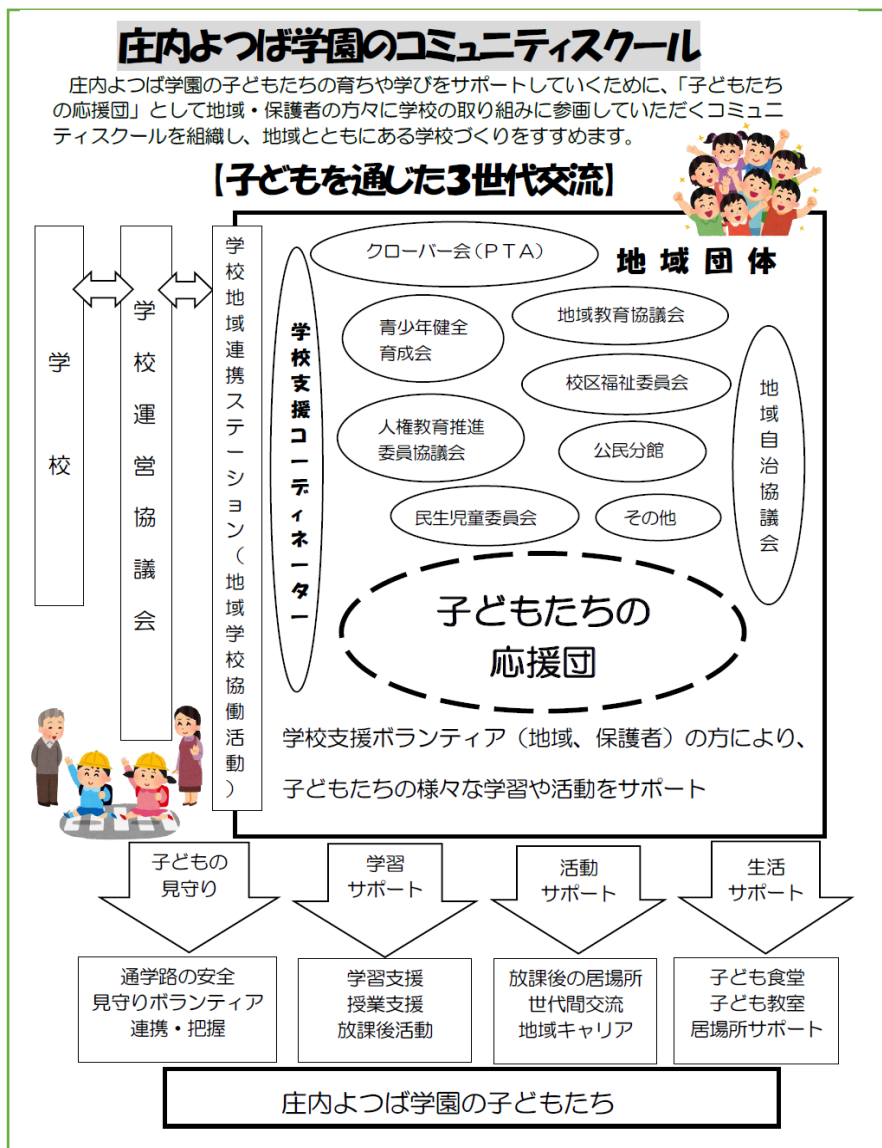 庄内よつば学園のコミュニティスクール
庄内よつば学園の子どもたちの育ちや学びをサポートしていくために、「子どもたち
の応援団」として地域・保護者の方々に学校の取り組みに参画していただくコミュニ
ティスクールを組織し、地域とともにある学校づくりをすすめます。
【子どもを通じた3世代交流】
学校
学校運営協議会
学校地域連携ステーション(地域学校協働活動)
学校支援コーディネーター
地域団体
クローバー会(PTA)
青少年健全
育成会
地域教育協議会
校区福祉委員会
人権教育推進
委員協議会
公民分館
民生児童委員会
その他
地域自治協議会
子どもたちの
応援団
学校支援ボランティア(地域、保護者)の方により、
子どもたちの様々な学習や活動をサポート
子どもの
見守り
学習
サポート
活動
サポート
生活
サポート
通学路の安全
見守りボランティア
連携・把握
学習支援
授業支援
放課後活動
放課後の居場所
世代間交流
地域キャリア
子ども食堂
子ども教室
居場所サポート
庄内よつば学園の子どもたち